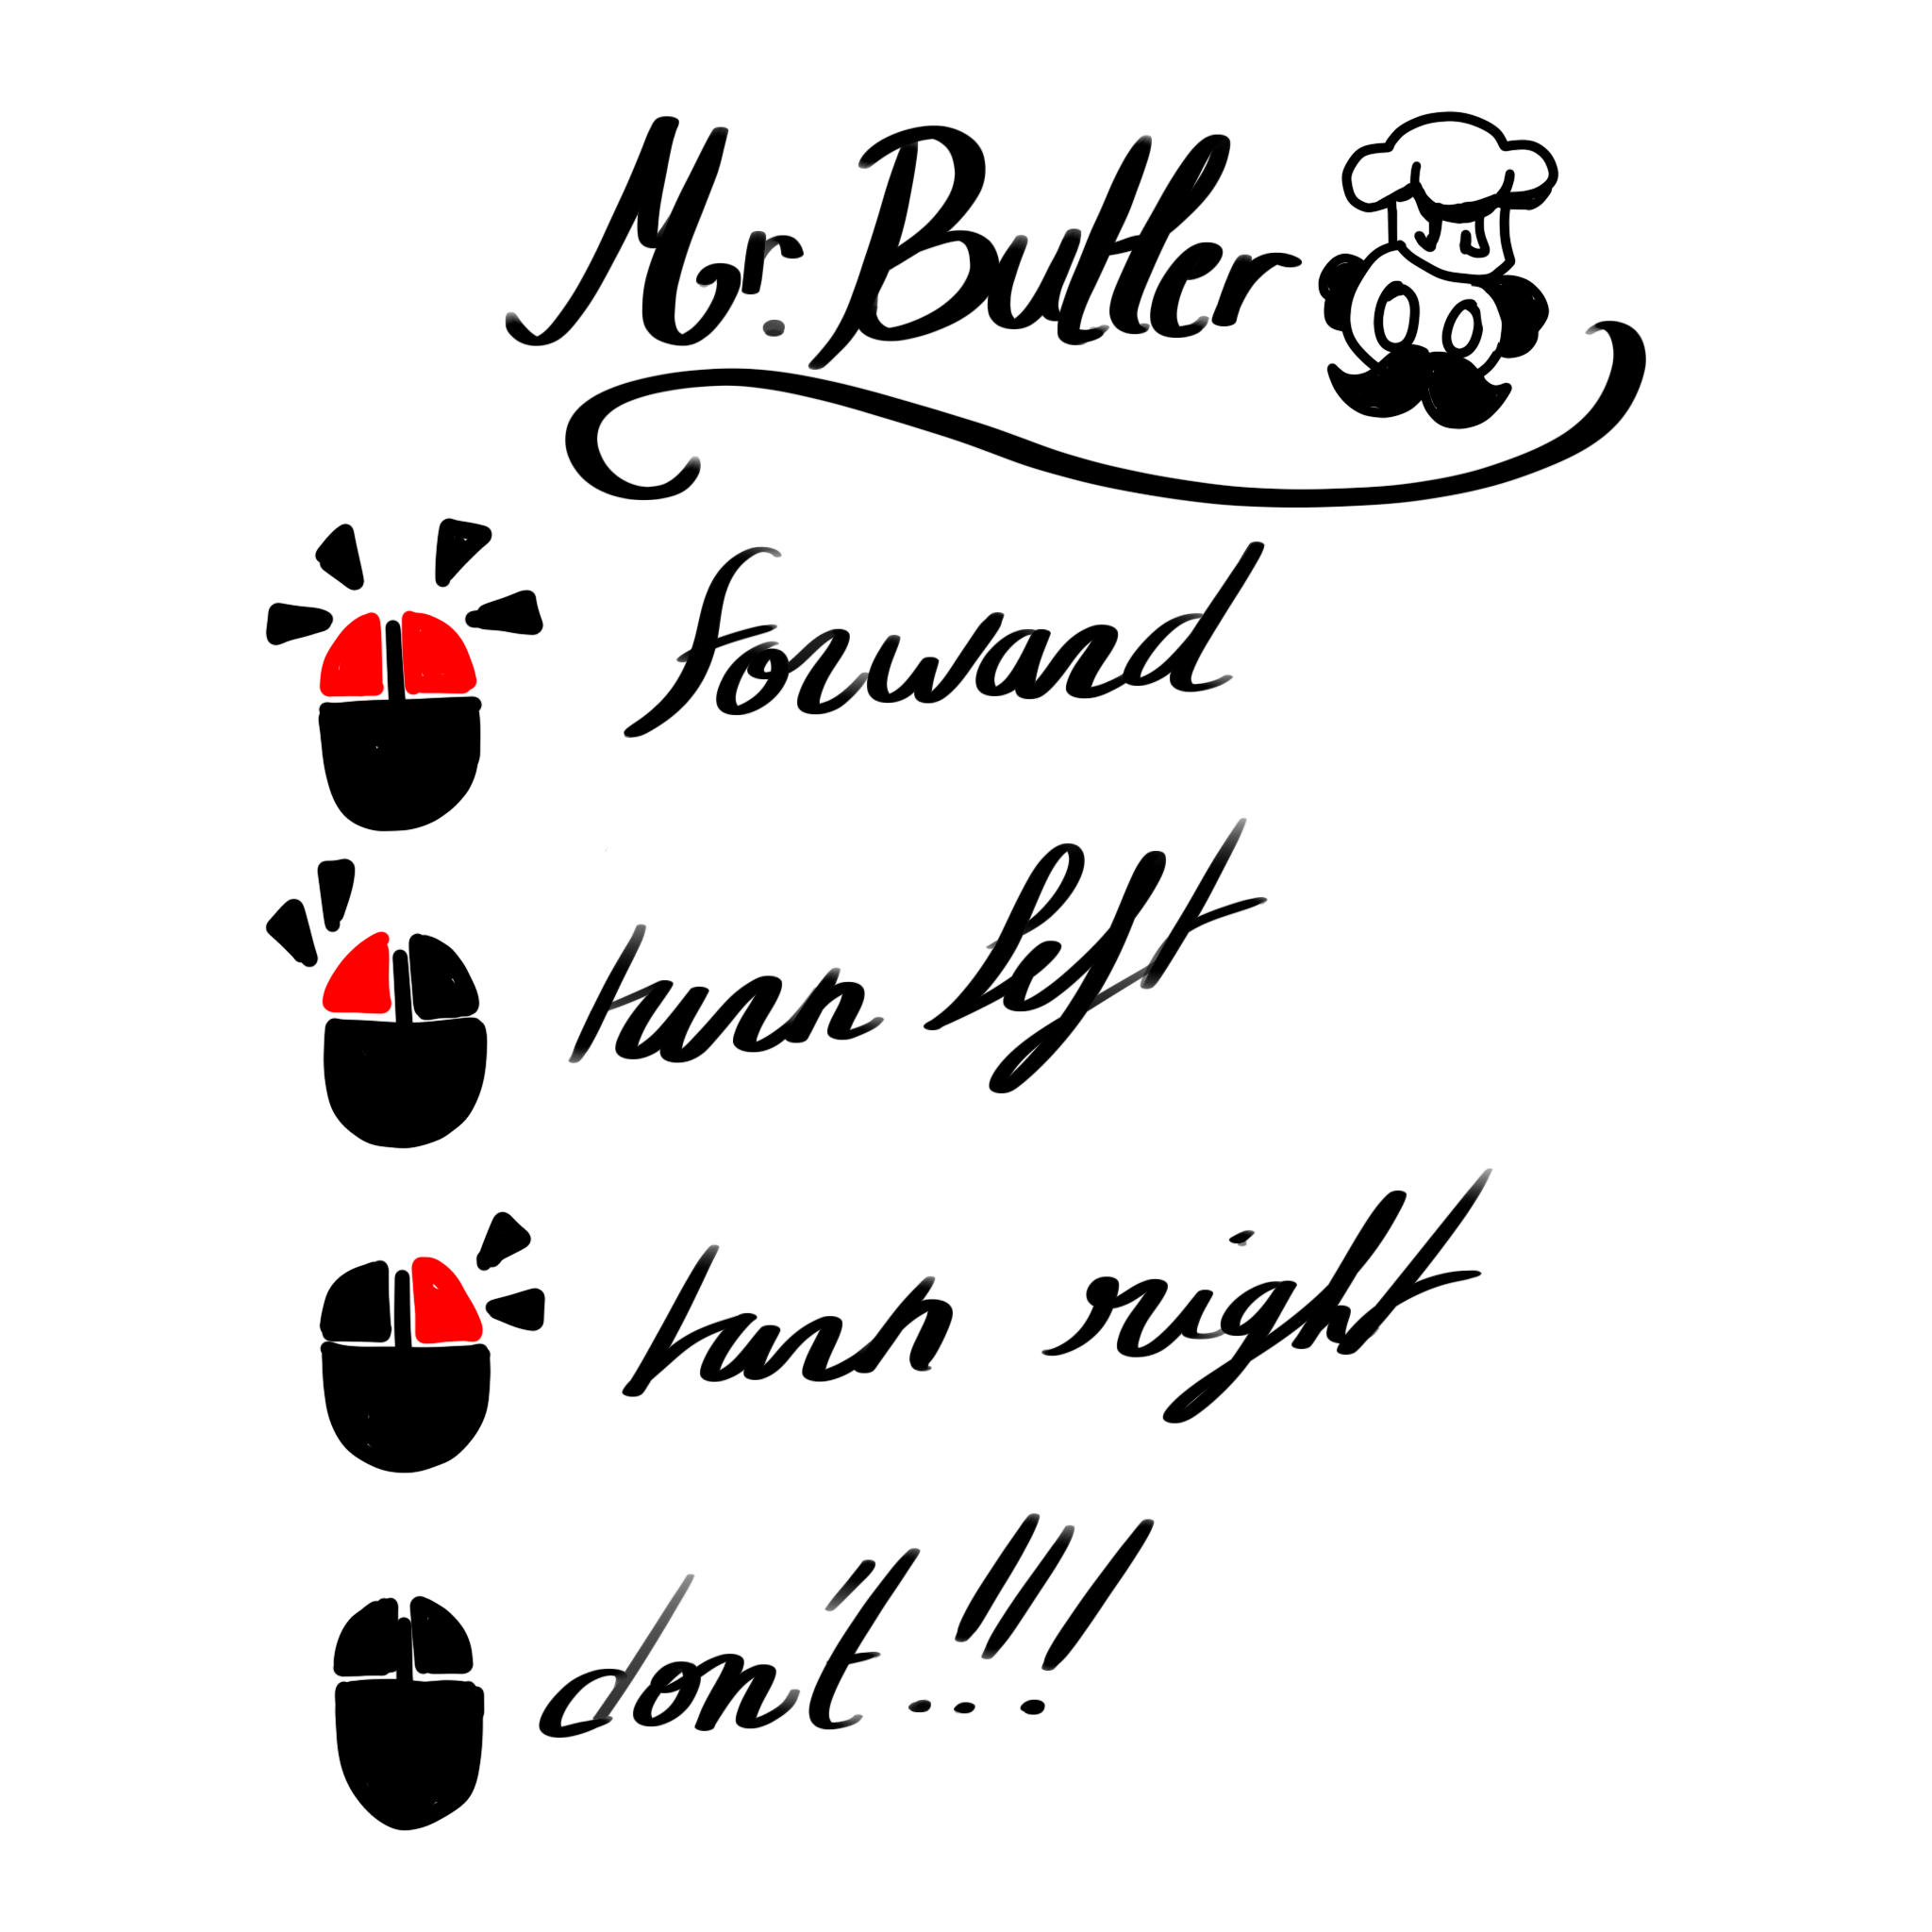 Mr. Butler
forward
turn left
turn right
don't!!!